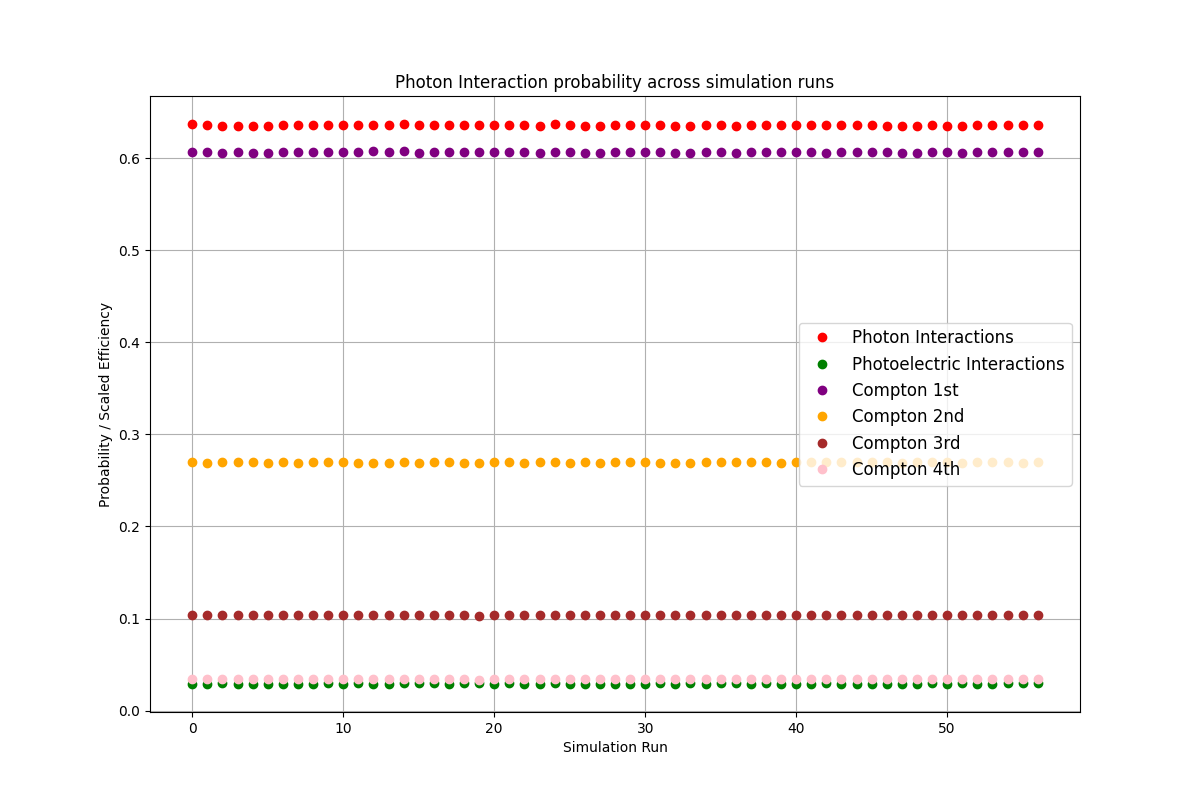 Photon Interaction probability across simulation runs
Probability / Scaled Efficiency
0.6
0.5
0.4
0.3
0.2
0.1
0.0
Photon Interactions
Photoelectric Interactions
Compton 1st
Compton 2nd
Compton 3rd
Compton 4th
0 10 20 30 40 50
Simulation Run